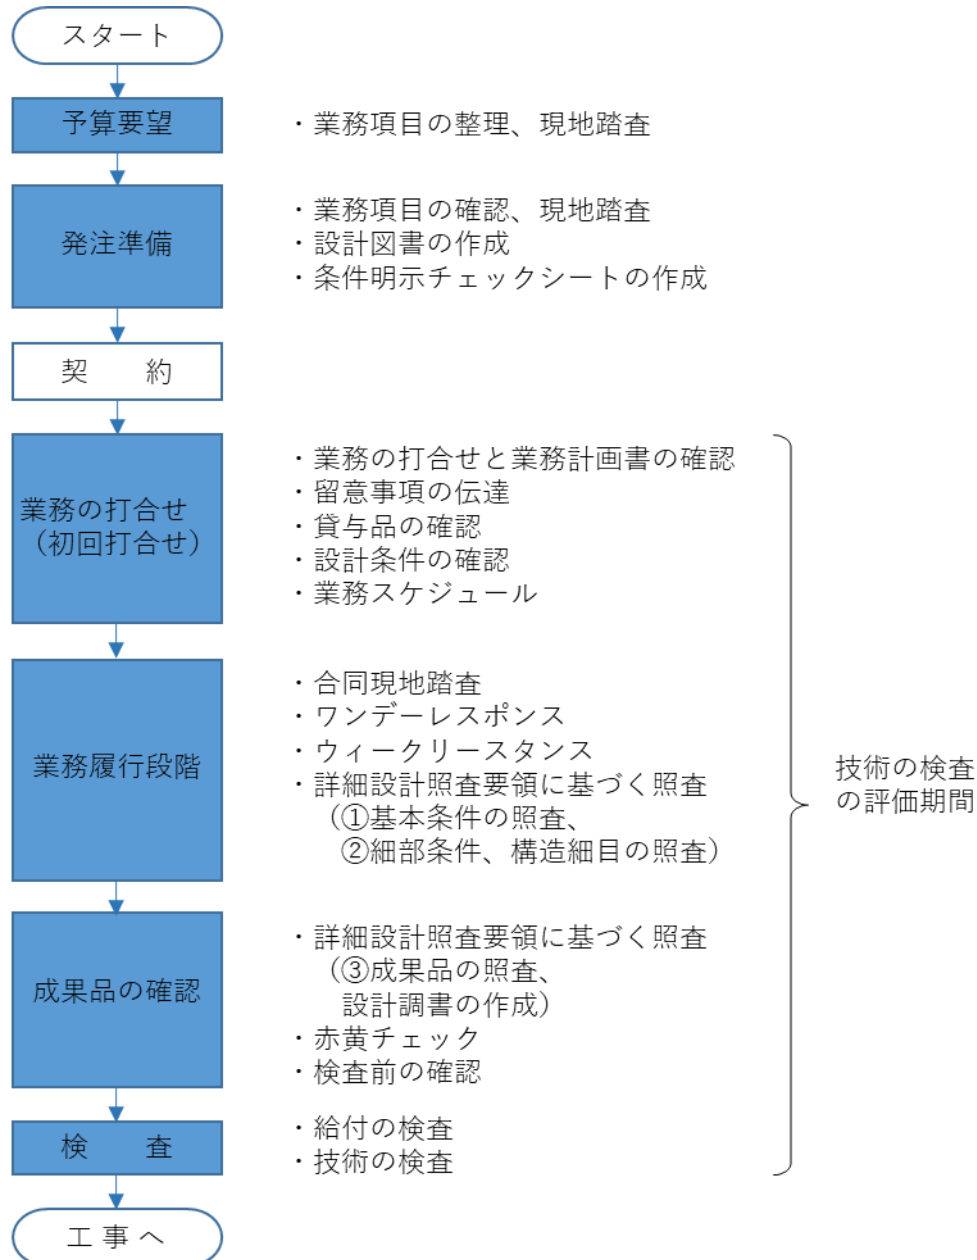 スタート
予算要望
・業務項目の整理、現地踏査
発注準備
・業務項目の確認、現地踏査
・設計図書の作成
・条件明示チェックシートの作成
契　約
業務の打合せ
（初回打合せ）
・業務の打合せと業務計画書の確認
・留意事項の伝達
・貸与品の確認
・設計条件の確認
・業務スケジュール
業務履行段階
・合同現地踏査
・ワンデーレスポンス
・ウィークリースタンス
・詳細設計照査要領に基づく照査
（①基本条件の照査、
②細部条件、構造細目の照査）
成果品の確認
・詳細設計照査要領に基づく照査
（③成果品の照査、
設計調書の作成）
・赤黄チェック
・検査前の確認
検　査
・給付の検査
・技術の検査
技術の検査
の評価期間
工事へ